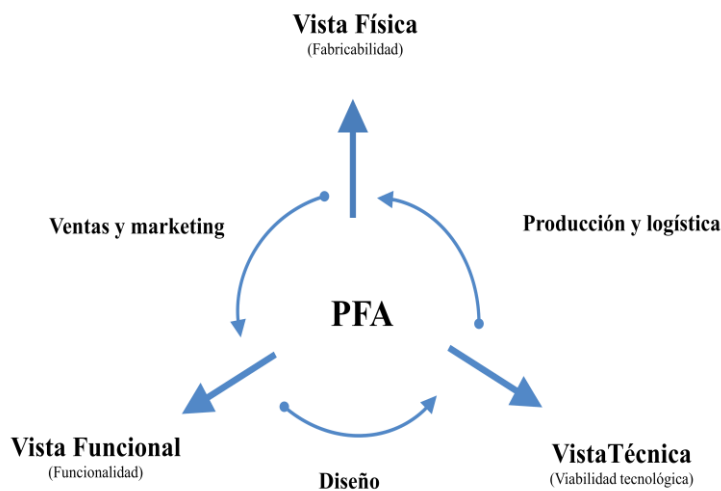 Vista Física
(Fabricabilidad)
Ventas y marketing
Producción y logística
PFA
Vista Funcional
(Funcionalidad)
VistaTécnica
(Viabilidad tecnológica)
Diseño